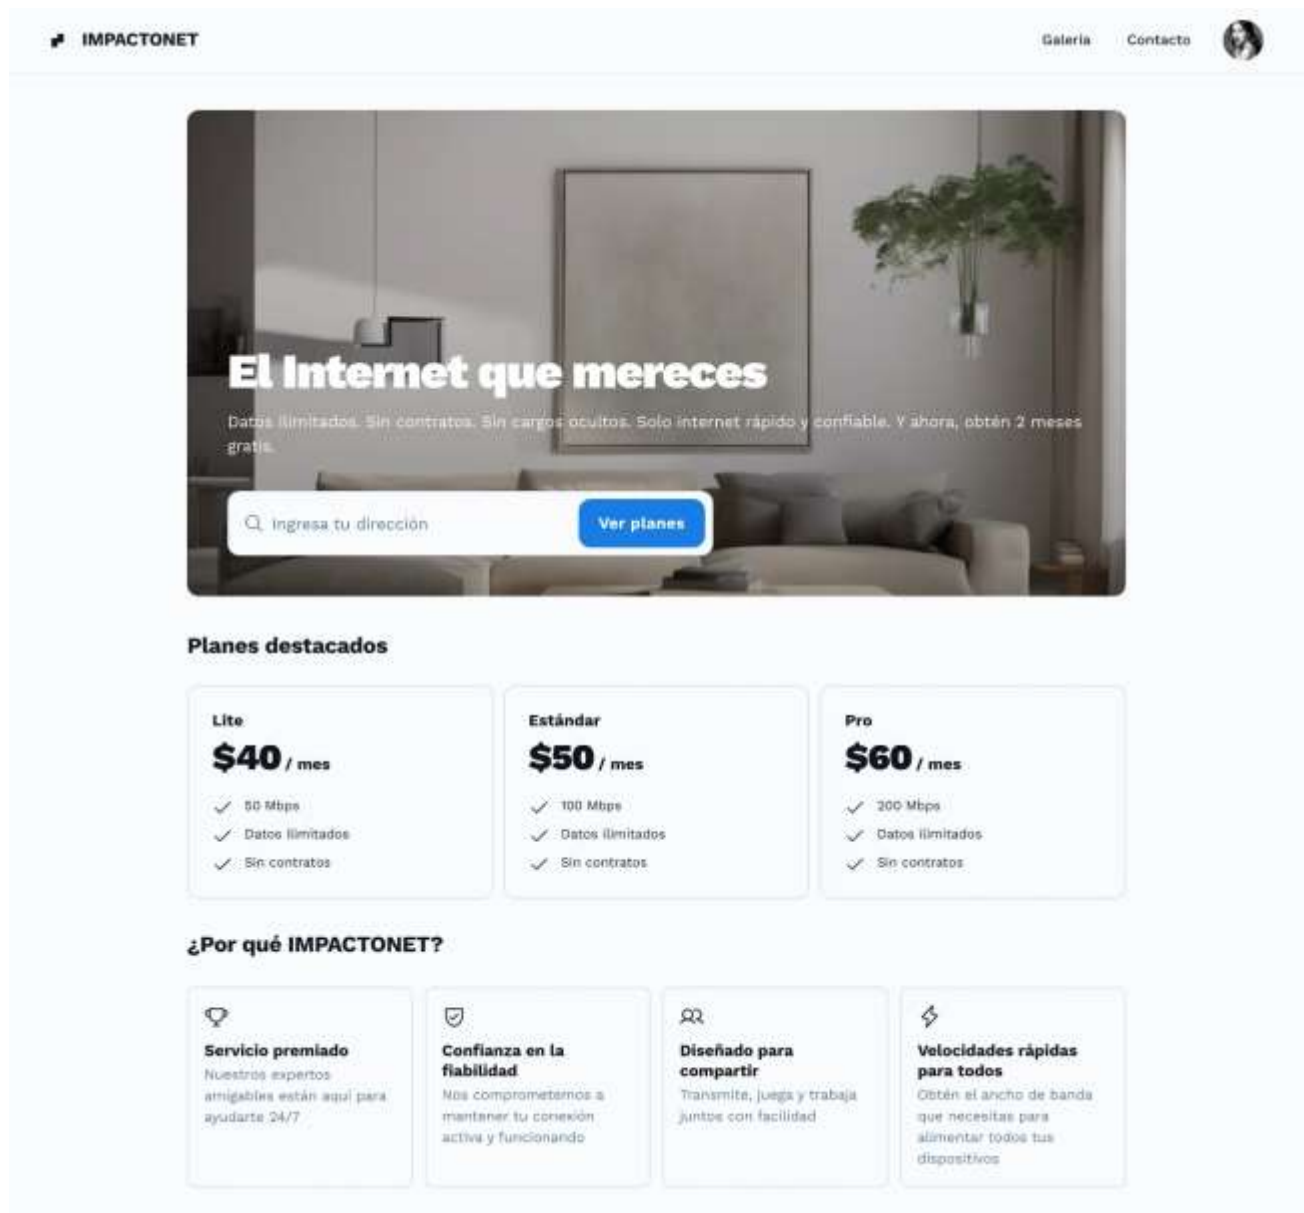 IMPACTONET
Galería
Contacto
El Internet que mereces
Datos ilimitados. Sin contratos. Sin cargos ocultos. Solo internet rápido y confiable. Y ahora, obtén 2 meses
gratis.
Ingresa tu dirección
Ver planes
Planes destacados
Lite
$40 / mes
50 Mbps
Datos ilimitados
Sin contratos
Estándar
$50 / mes
100 Mbps
Datos ilimitados
Sin contratos
Pro
$60 / mes
200 Mbps
Datos ilimitados
Sin contratos
¿Por qué IMPACTONET?
Servicio premiado
Nuestros expertos
amigables están aquí para
ayudarte 24/7
Confianza en la
fiabilidad
Nos comprometemos a
mantener tu conexión
activa y funcionando
Diseñado para
compartir
Transmite, juega y trabaja
juntos con facilidad
Velocidades rápidas
para todos
Obtén el ancho de banda
que necesitas para
alimentar todos tus
dispositivos